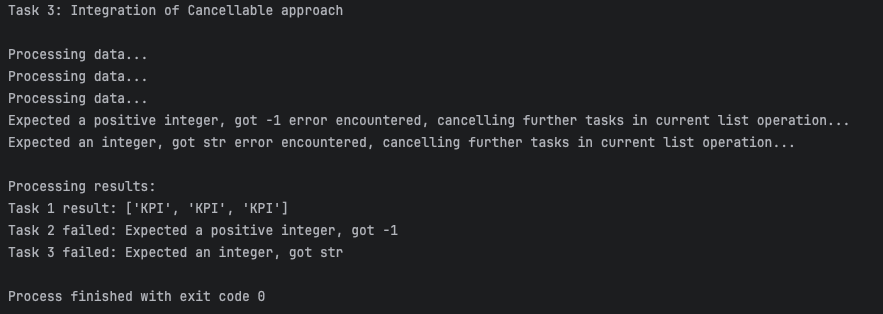 Task 3: Integration of Cancellable approach
Processing data...
Processing data...
Processing data...
Expected a positive integer, got -1 error encountered, cancelling further tasks in current list operation...
Expected an integer, got str error encountered, cancelling further tasks in current list operation...
Processing results:
Task 1 result: ['KPI', 'KPI', 'KPI']
Task 2 failed: Expected a positive integer, got -1
Task 3 failed: Expected an integer, got str
Process finished with exit code 0